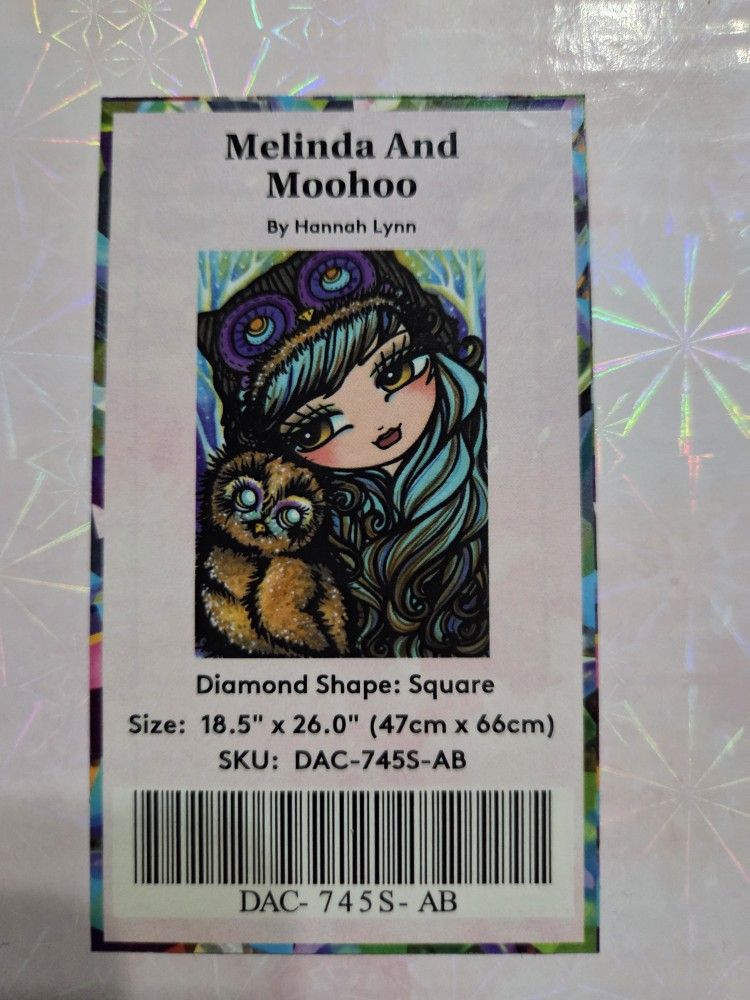 Melinda And
Moohoo
By Hannah Lynn
Diamond Shape: Square
Size: 18.5" x 26.0" (47cm x 66cm)
SKU: DAC-745S-AB
DAC- 745S- AB